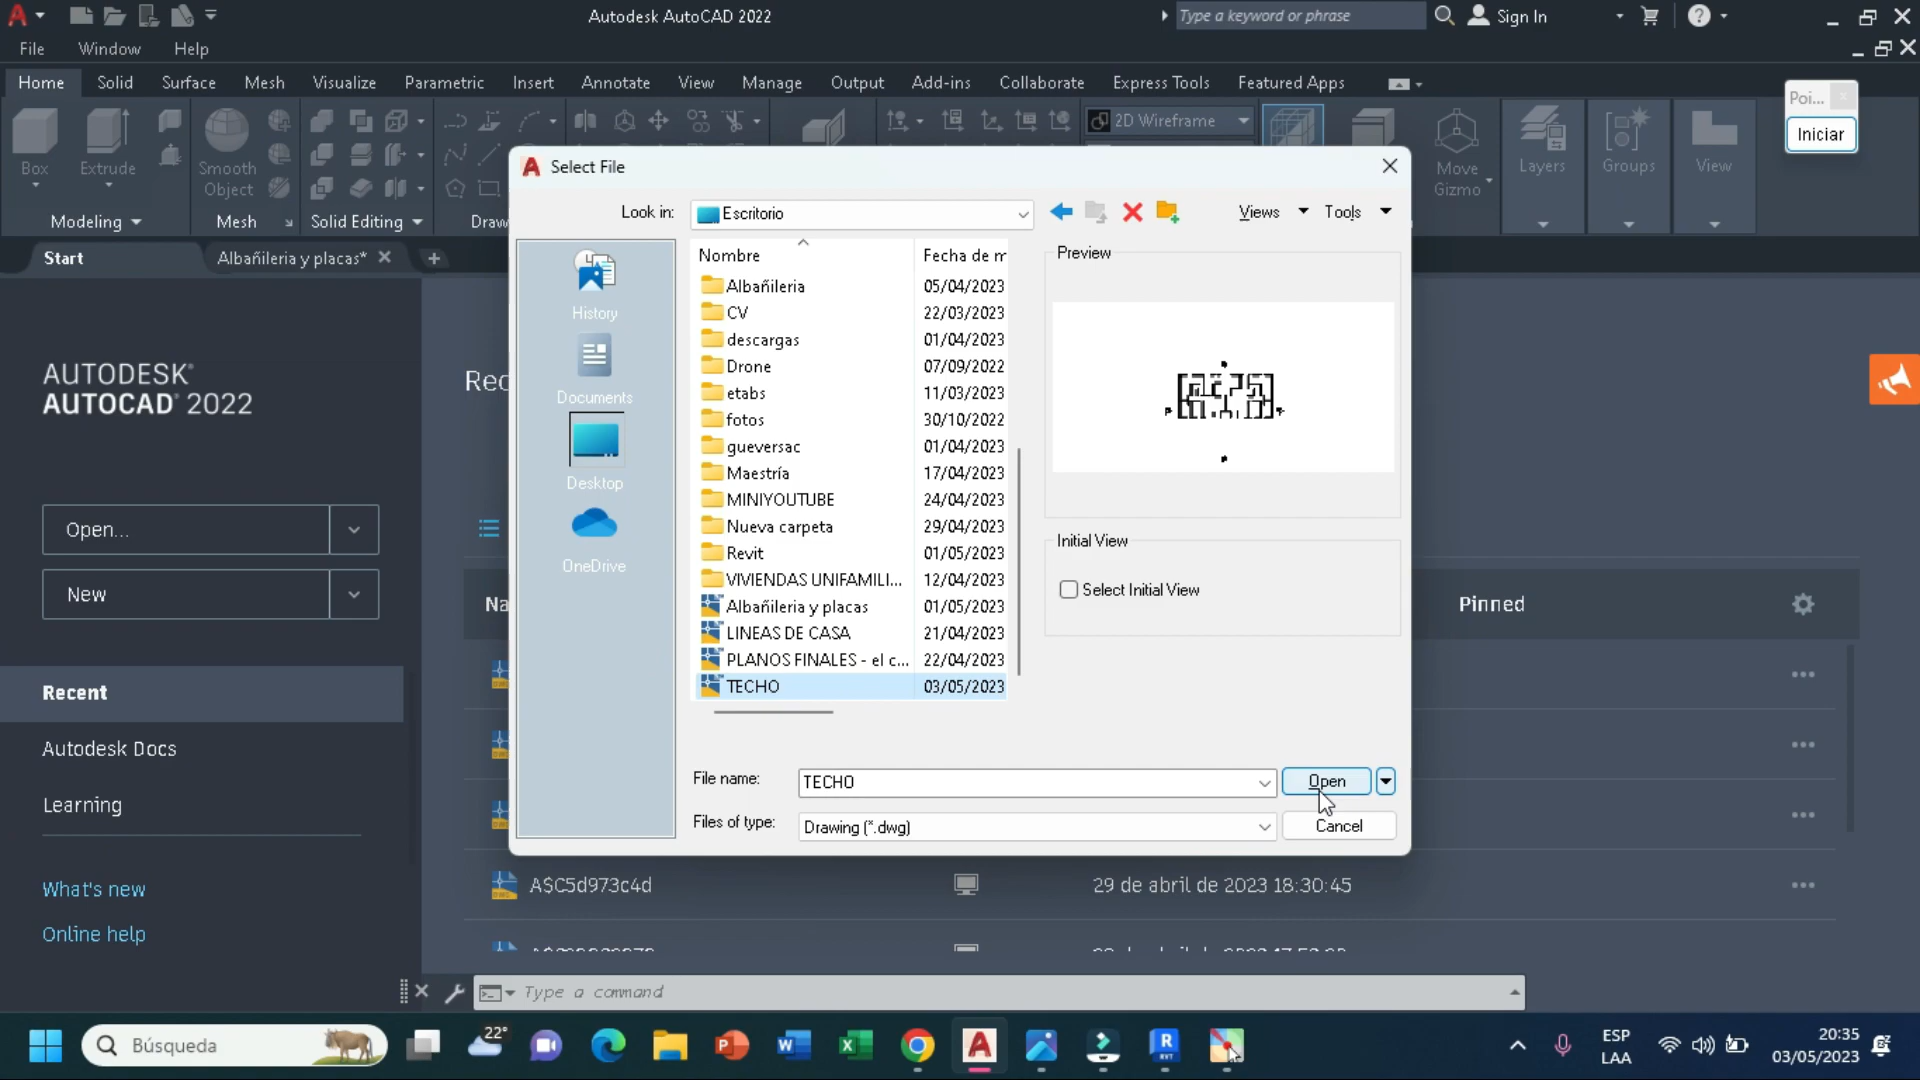 Autodesk AutoCAD 2022
Type a keyword or phrase
Sign In
File Window Help
Home Solid Surface Mesh Visualize Parametric Insert Annotate View Manage Output Add-ins Collaborate Express Tools Featured Apps
Poi...
Iniciar
2D Wireframe
Box
Extrude
Smooth
Object
Move
Gizmo
Layers
Groups
View
Modeling
Mesh
Solid Editing
Draw
Start
Albañileria y placas*
Select File
Look in:
Escritorio
Views
Tools
History
Documents
Desktop
OneDrive
Nombre Fecha de m
Albañileria 05/04/2023
CV 22/03/2023
descargas 01/04/2023
Drone 07/09/2022
etabs 11/03/2023
fotos 30/10/2022
gueversac 01/04/2023
Maestría 17/04/2023
MINIYOUTUBE 24/04/2023
Nueva carpeta 29/04/2023
Revit 01/05/2023
VIVIENDAS UNIFAMILI... 12/04/2023
Albañileria y placas 01/05/2023
LINEAS DE CASA 21/04/2023
PLANOS FINALES - el c... 22/04/2023
TECHO 03/05/2023
Preview
Initial View
Select Initial View
File name:
TECHO
Open
Files of type:
Drawing (*.dwg)
Cancel
AUTODESK®
AUTOCAD® 2022
Rec
Open...
New
Na
Pinned
Recent
Autodesk Docs
Learning
What's new
Online help
A$C5d973c4d
29 de abril de 2023 18:30:45
Type a command
Búsqueda
22°
ESP
LAA
20:35
03/05/2023